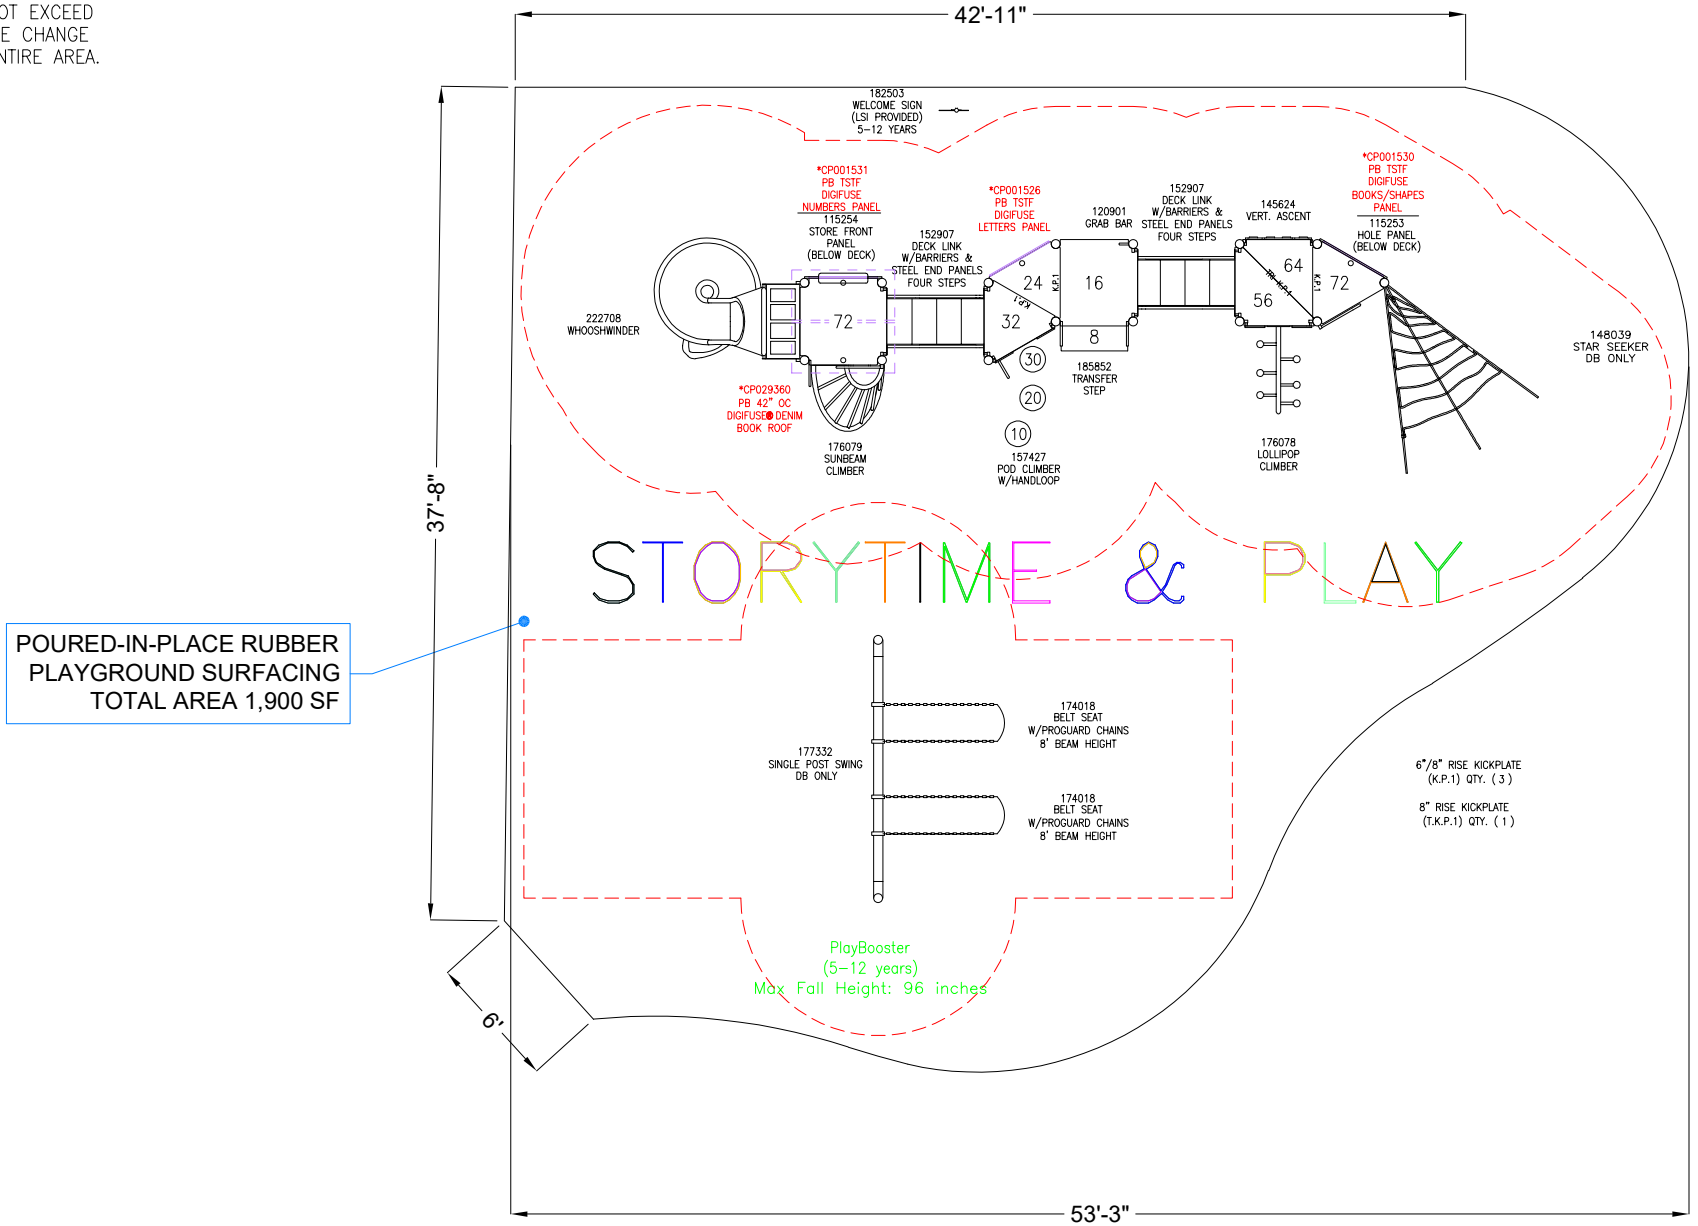 OT EXCEED
E CHANGE
NTIRE AREA.
42'-11"
182503
WELCOME SIGN
(LSI PROVIDED)
5-12 YEARS
*CP001531
PB TSTF
DIGIFUSE
NUMBERS PANEL
115254
STORE FRONT
PANEL
(BELOW DECK)
152907
DECK LINK
W/BARRIERS &
STEEL END PANELS
FOUR STEPS
*CP001526
PB TSTF
DIGIFUSE
LETTERS PANEL
120901
GRAB BAR
152907
DECK LINK
W/BARRIERS &
STEEL END PANELS
FOUR STEPS
145624
VERT. ASCENT
*CP001530
PB TSTF
DIGIFUSE
BOOKS/SHAPES
PANEL
115253
HOLE PANEL
(BELOW DECK)
222708
WHOOSHWINDER
72
32
24
K.P.1
K.P.1
16
8
56
64
TRI K.P.1
K.P.1
72
148039
STAR SEEKER
DB ONLY
*CP029360
PB 42" OC
DIGIFUSE® DENIM
BOOK ROOF
176079
SUNBEAM
CLIMBER
30
20
10
157427
POD CLIMBER
W/HANDLOOP
185852
TRANSFER
STEP
176078
LOLLIPOP
CLIMBER
37'-8"
STORYTIME & PLAY
POURED-IN-PLACE RUBBER
PLAYGROUND SURFACING
TOTAL AREA 1,900 SF
177332
SINGLE POST SWING
DB ONLY
174018
BELT SEAT
W/PROGUARD CHAINS
8' BEAM HEIGHT
174018
BELT SEAT
W/PROGUARD CHAINS
8' BEAM HEIGHT
6"/8" RISE KICKPLATE
(K.P.1) QTY. ( 3 )
8" RISE KICKPLATE
(T.K.P.1) QTY. ( 1 )
PlayBooster
(5-12 years)
Max Fall Height: 96 inches
6'
53'-3"